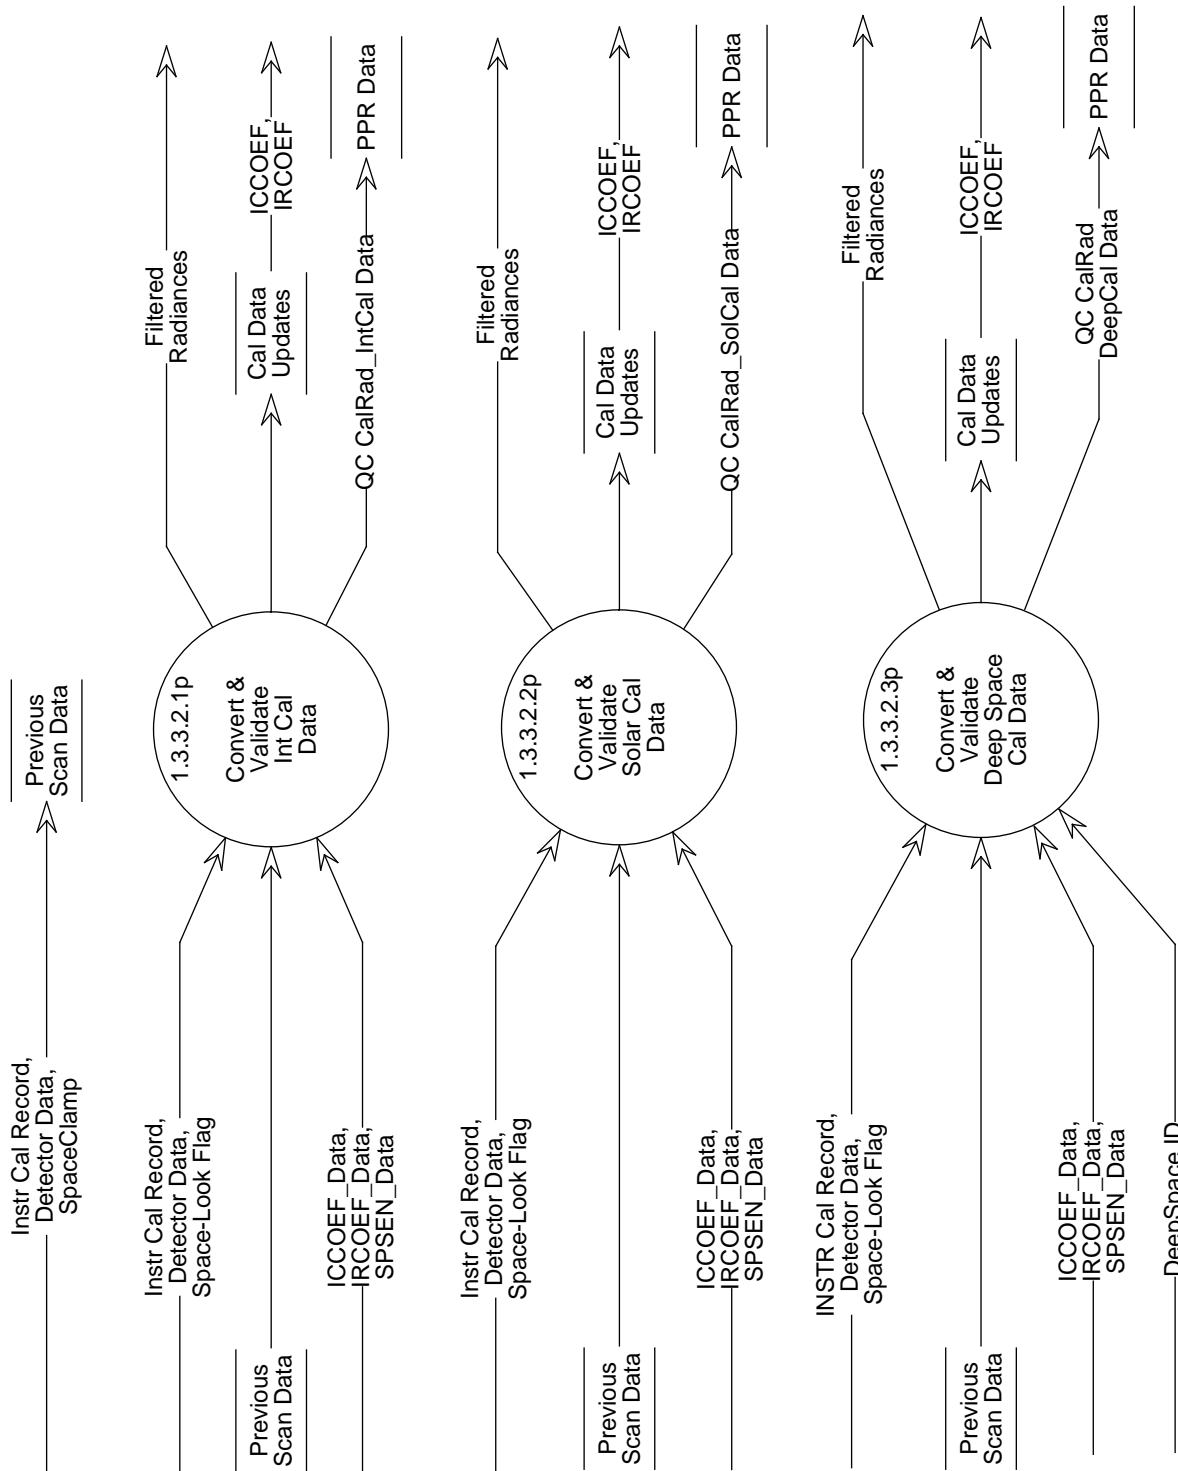 Instr Cal Record,
Detector Data,
SpaceClamp
Previous
Scan Data
Instr Cal Record,
Detector Data,
Space-Look Flag
Previous
Scan Data
ICCOEF_Data,
IRCOEF_Data,
SPSEN_Data
1.3.3.2.1p
Convert &
Validate
Int Cal
Data
Filtered
Radiances
Cal Data
Updates
ICCOEF,
IRCOEF
QC CalRad_IntCal Data
PPR Data
Instr Cal Record,
Detector Data,
Space-Look Flag
Previous
Scan Data
ICCOEF_Data,
IRCOEF_Data,
SPSEN_Data
1.3.3.2.2p
Convert &
Validate
Solar Cal
Data
Filtered
Radiances
Cal Data
Updates
ICCOEF,
IRCOEF
QC CalRad_SolCal Data
PPR Data
INSTR Cal Record,
Detector Data,
Space-Look Flag
Previous
Scan Data
ICCOEF_Data,
IRCOEF_Data,
SPSEN_Data
DeepSpace ID
1.3.3.2.3p
Convert &
Validate
Deep Space
Cal Data
Filtered
Radiances
Cal Data
Updates
ICCOEF,
IRCOEF
QC CalRad
DeepCal Data
PPR Data